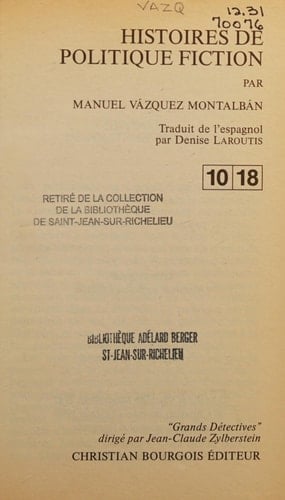 VAZQ
12.31
70076
HISTOIRES DE
POLITIQUE FICTION
PAR
MANUEL VÁZQUEZ MONTALBÁN
Traduit de l'espagnol
par Denise LAROUTIS
10 18
RETIRÉ DE LA COLLECTION
DE LA BIBLIOTHÈQUE
DE SAINT-JEAN-SUR-RICHELIEU
BIBLIOTHÈQUE ADÉLARD BERGER
ST-JEAN-SUR-RICHELIEU
"Grands Détectives"
dirigé par Jean-Claude Zylberstein
CHRISTIAN BOURGOIS ÉDITEUR